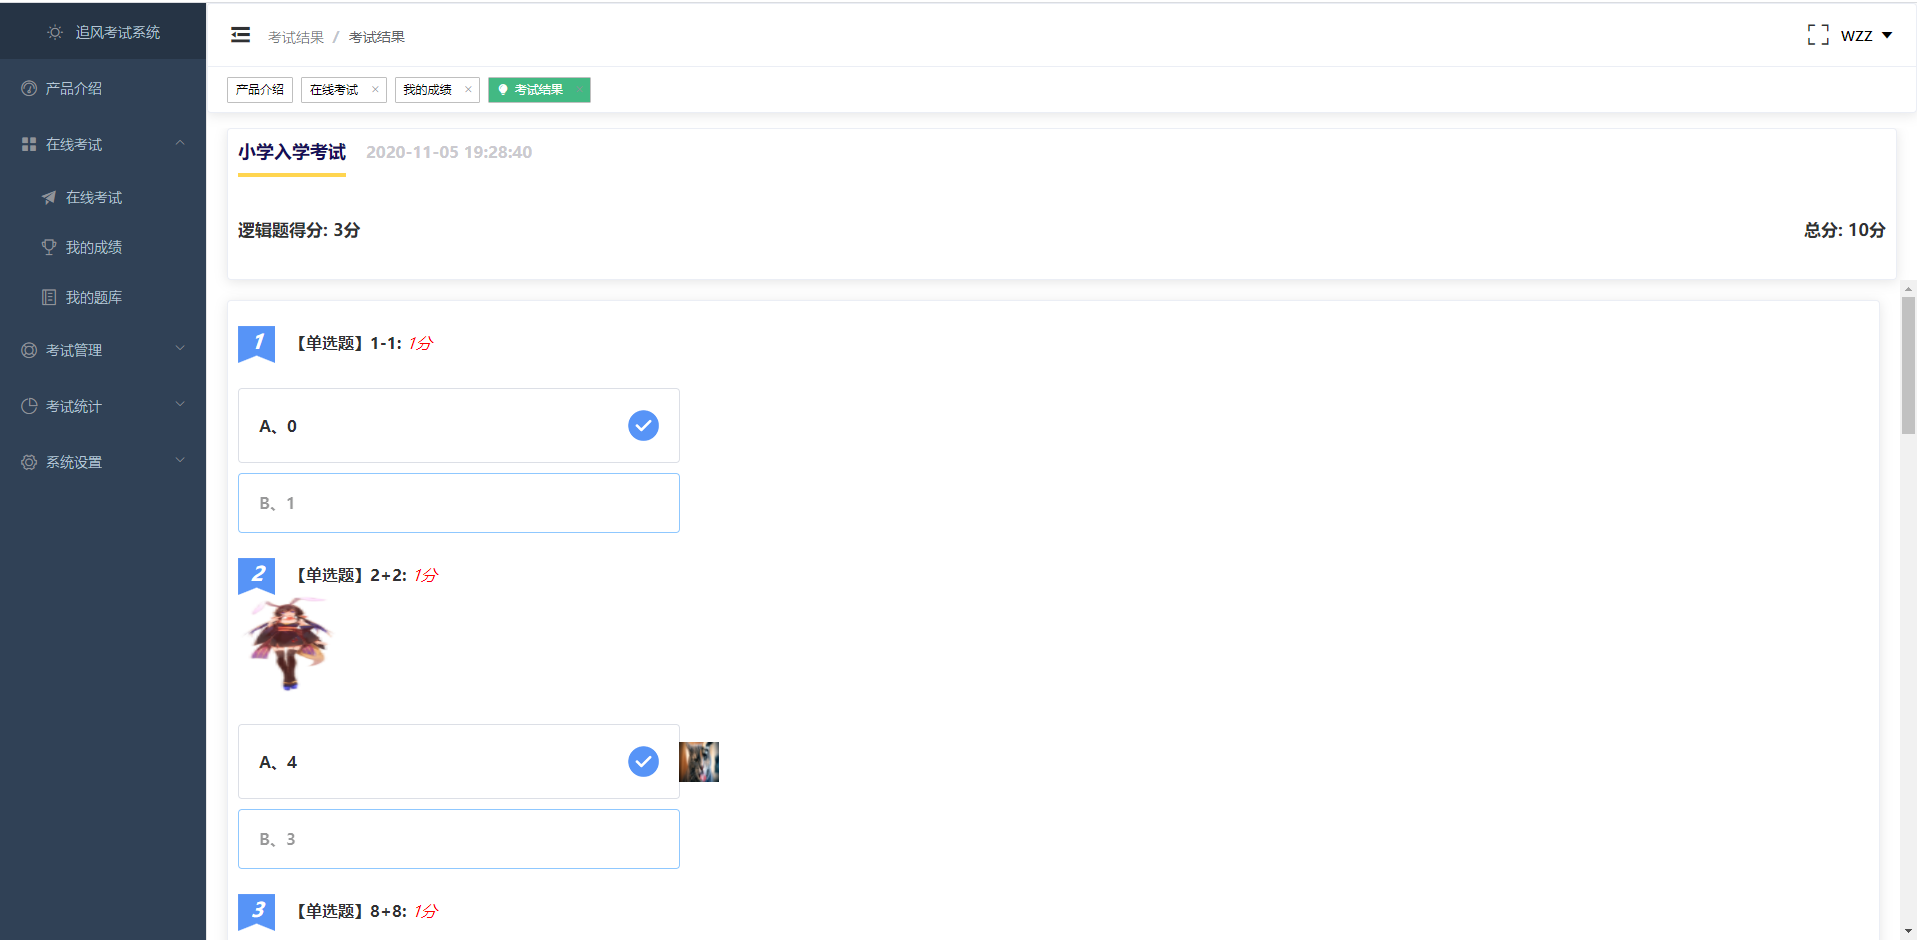 追风考试系统
产品介绍
在线考试
在线考试
我的成绩
我的题库
考试管理
考试统计
系统设置
考试结果 / 考试结果
WZZ
产品介绍 在线考试 × 我的成绩 × 考试结果 ×
小学入学考试 2020-11-05 19:28:40
逻辑题得分: 3分 总分: 10分
1 【单选题】1-1: 1分
A、0
B、1
2 【单选题】2+2: 1分
A、4
B、3
3 【单选题】8+8: 1分